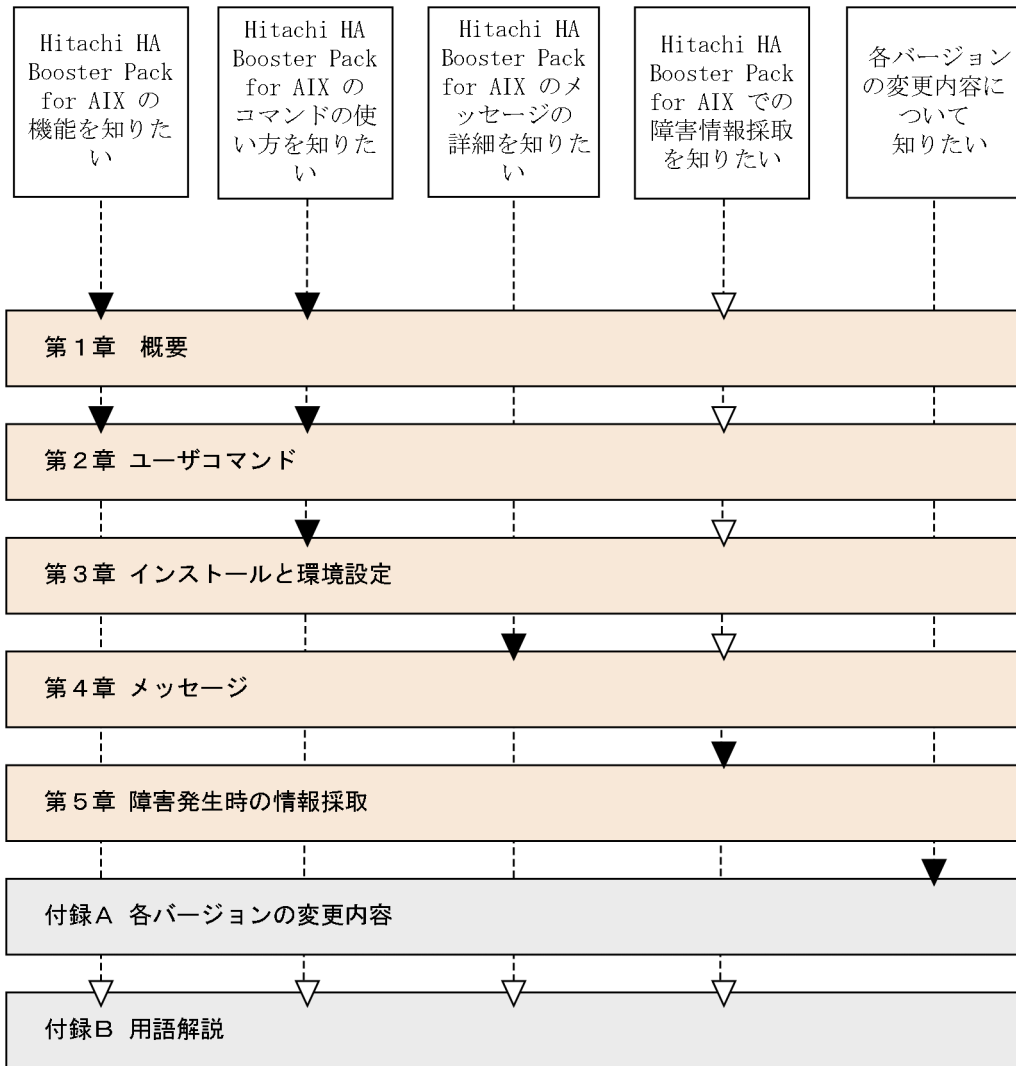 Hitachi HA
Booster Pack
for AIX の
機能を知りた
い
Hitachi HA
Booster Pack
for AIX の
コマンドの使
い方を知りた
い
Hitachi HA
Booster Pack
for AIX のメ
ッセージの
詳細を知りた
い
Hitachi HA
Booster Pack
for AIX での
障害情報採取
を知りたい
各バージョン
の変更内容に
ついて
知りたい
第１章　概要
第２章 ユーザコマンド
第３章 インストールと環境設定
第４章 メッセージ
第５章 障害発生時の情報採取
付録Ａ 各バージョンの変更内容
付録Ｂ 用語解説